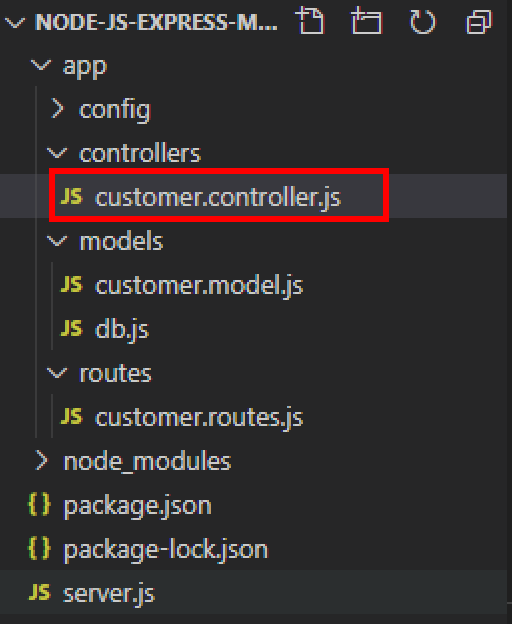 NODE-JS-EXPRESS-M...
app
config
controllers
JS customer.controller.js
models
JS customer.model.js
JS db.js
routes
JS customer.routes.js
node_modules
{} package.json
{} package-lock.json
JS server.js